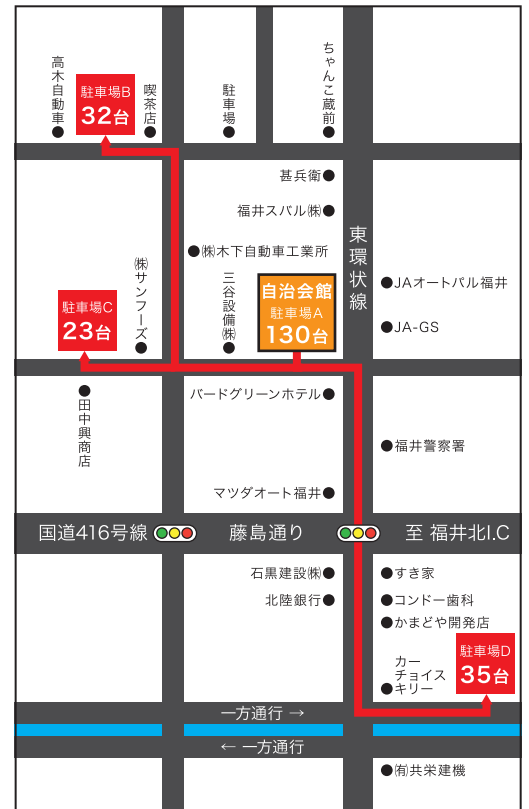 ちゃんこ蔵前
高木自動車
駐車場B
32台
喫茶店
駐車場
甚兵衛
福井スバル㈱
㈱木下自動車工業所
東環状線
㈱サンフーズ
三谷設備㈱
自治会館
駐車場A
130台
JAオートパル福井
駐車場C
23台
JA-GS
田中興商店
バードグリーンホテル
福井警察署
マツダオート福井
国道416号線
藤島通り
至 福井北I.C
石黒建設㈱
すき家
北陸銀行
コンドー歯科
かまどや開発店
駐車場D
35台
カー
チョイス
キリー
一方通行 →
← 一方通行
㈲共栄建機